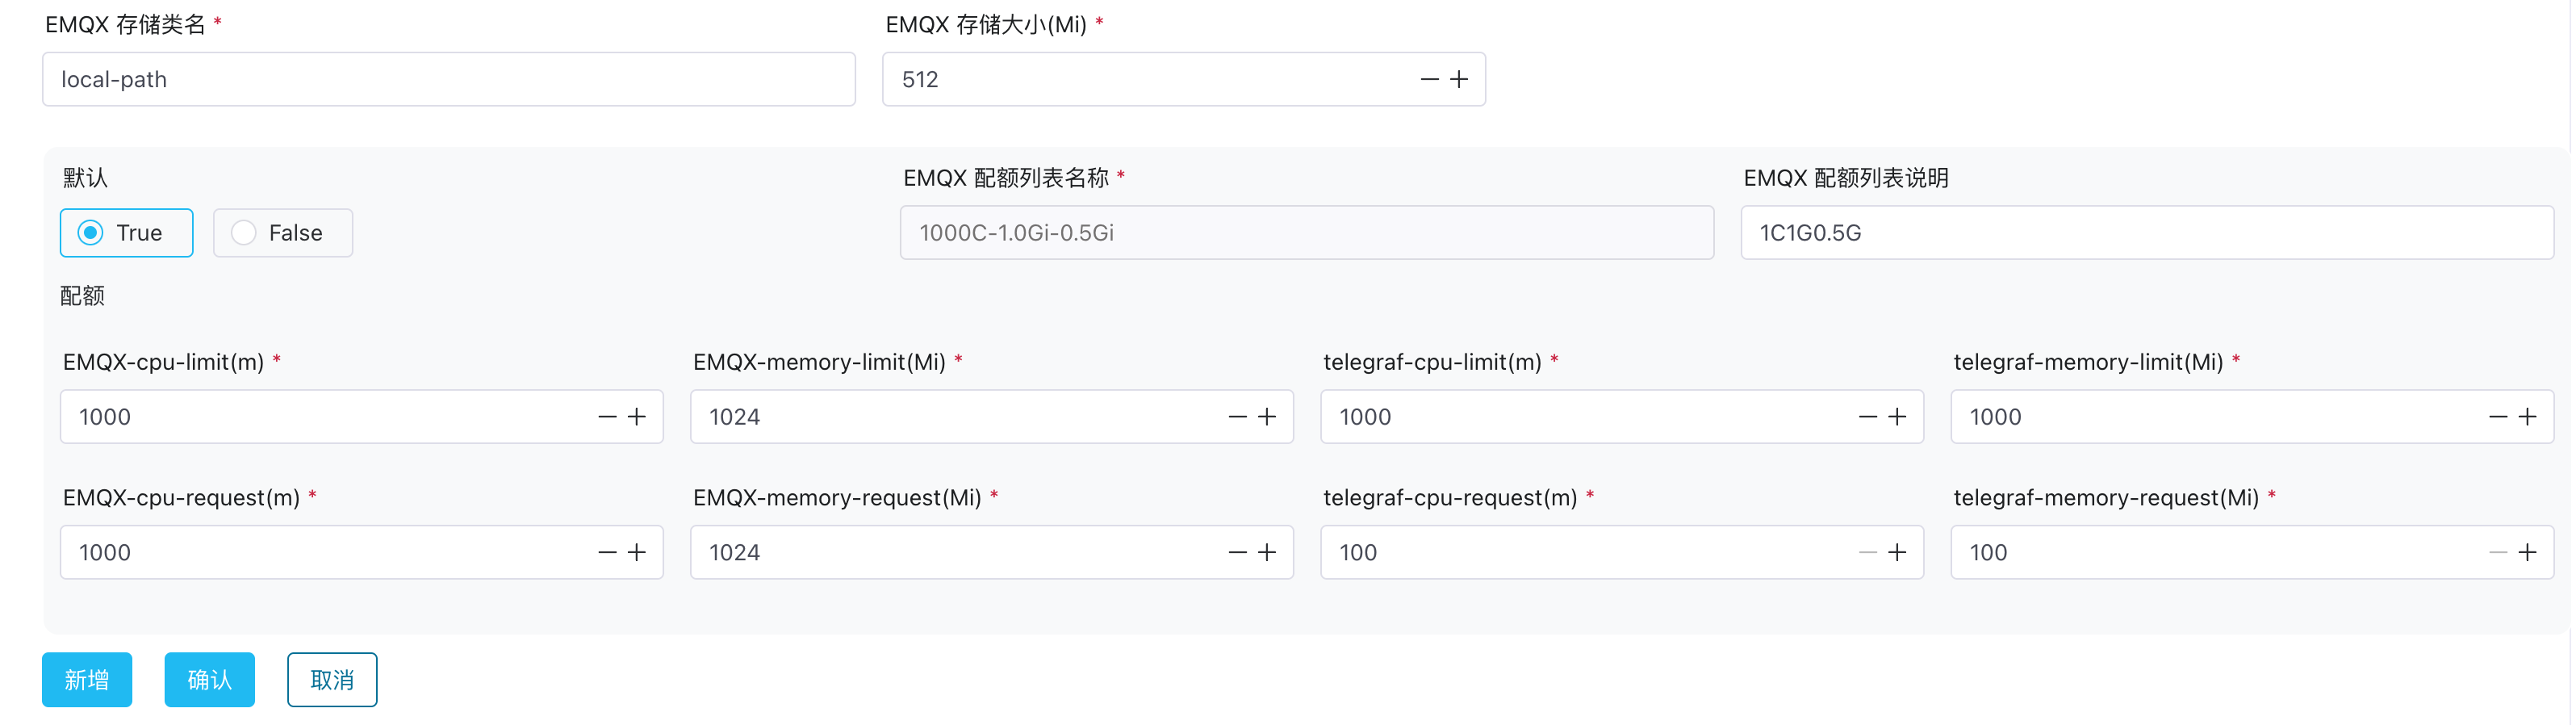 EMQX 存储类名 * EMQX 存储大小(Mi) *
local-path 512
默认 EMQX 配额列表名称 * EMQX 配额列表说明
True False 1000C-1.0Gi-0.5Gi 1C1G0.5G
配额
EMQX-cpu-limit(m) * EMQX-memory-limit(Mi) * telegraf-cpu-limit(m) * telegraf-memory-limit(Mi) *
1000 1024 1000 1000
EMQX-cpu-request(m) * EMQX-memory-request(Mi) * telegraf-cpu-request(m) * telegraf-memory-request(Mi) *
1000 1024 100 100
新增 确认 取消